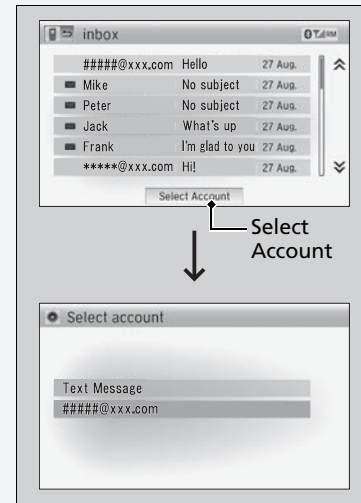 inbox
#####@xxx.com Hello 27 Aug.
Mike No subject 27 Aug.
Peter No subject 27 Aug.
Jack What's up 27 Aug.
Frank I'm glad to you 27 Aug.
*****@xxx.com Hi! 27 Aug.
Select Account
Select
Account
Select account
Text Message
#####@xxx.com